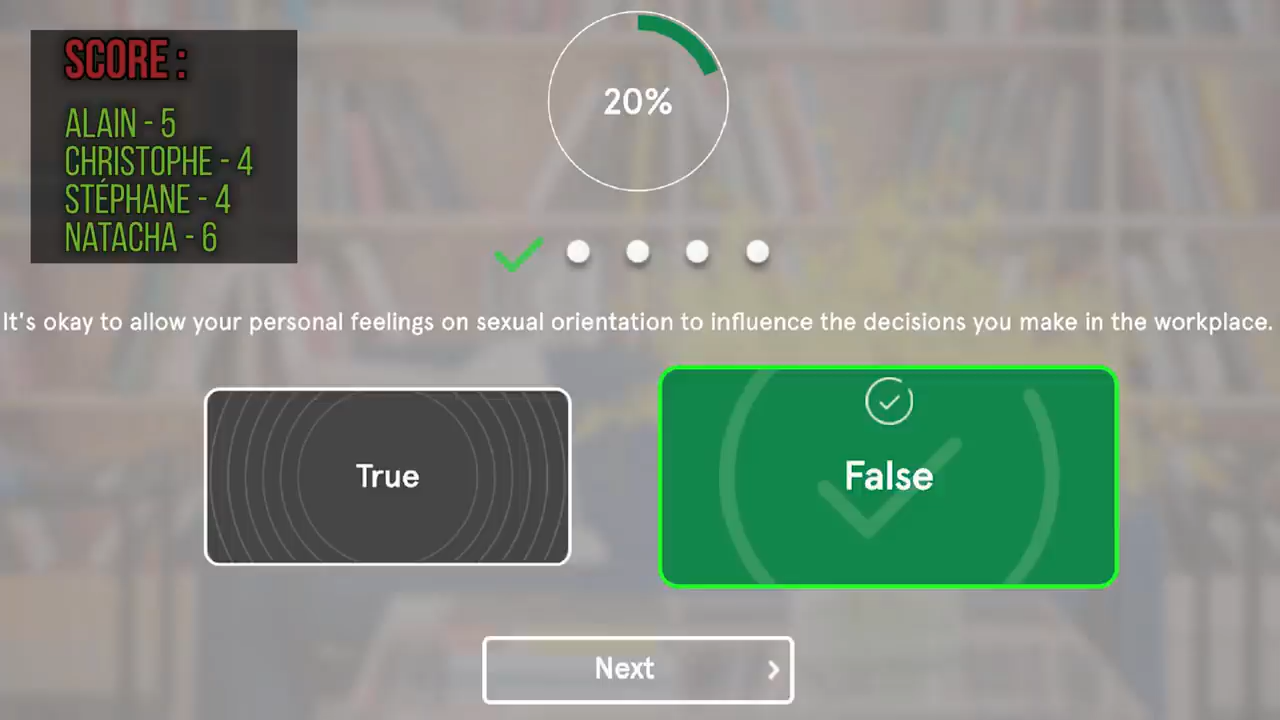 SCORE :
ALAIN - 5
CHRISTOPHE - 4
STÉPHANE - 4
NATACHA - 6
20%
It's okay to allow your personal feelings on sexual orientation to influence the decisions you make in the workplace.
True
False
Next